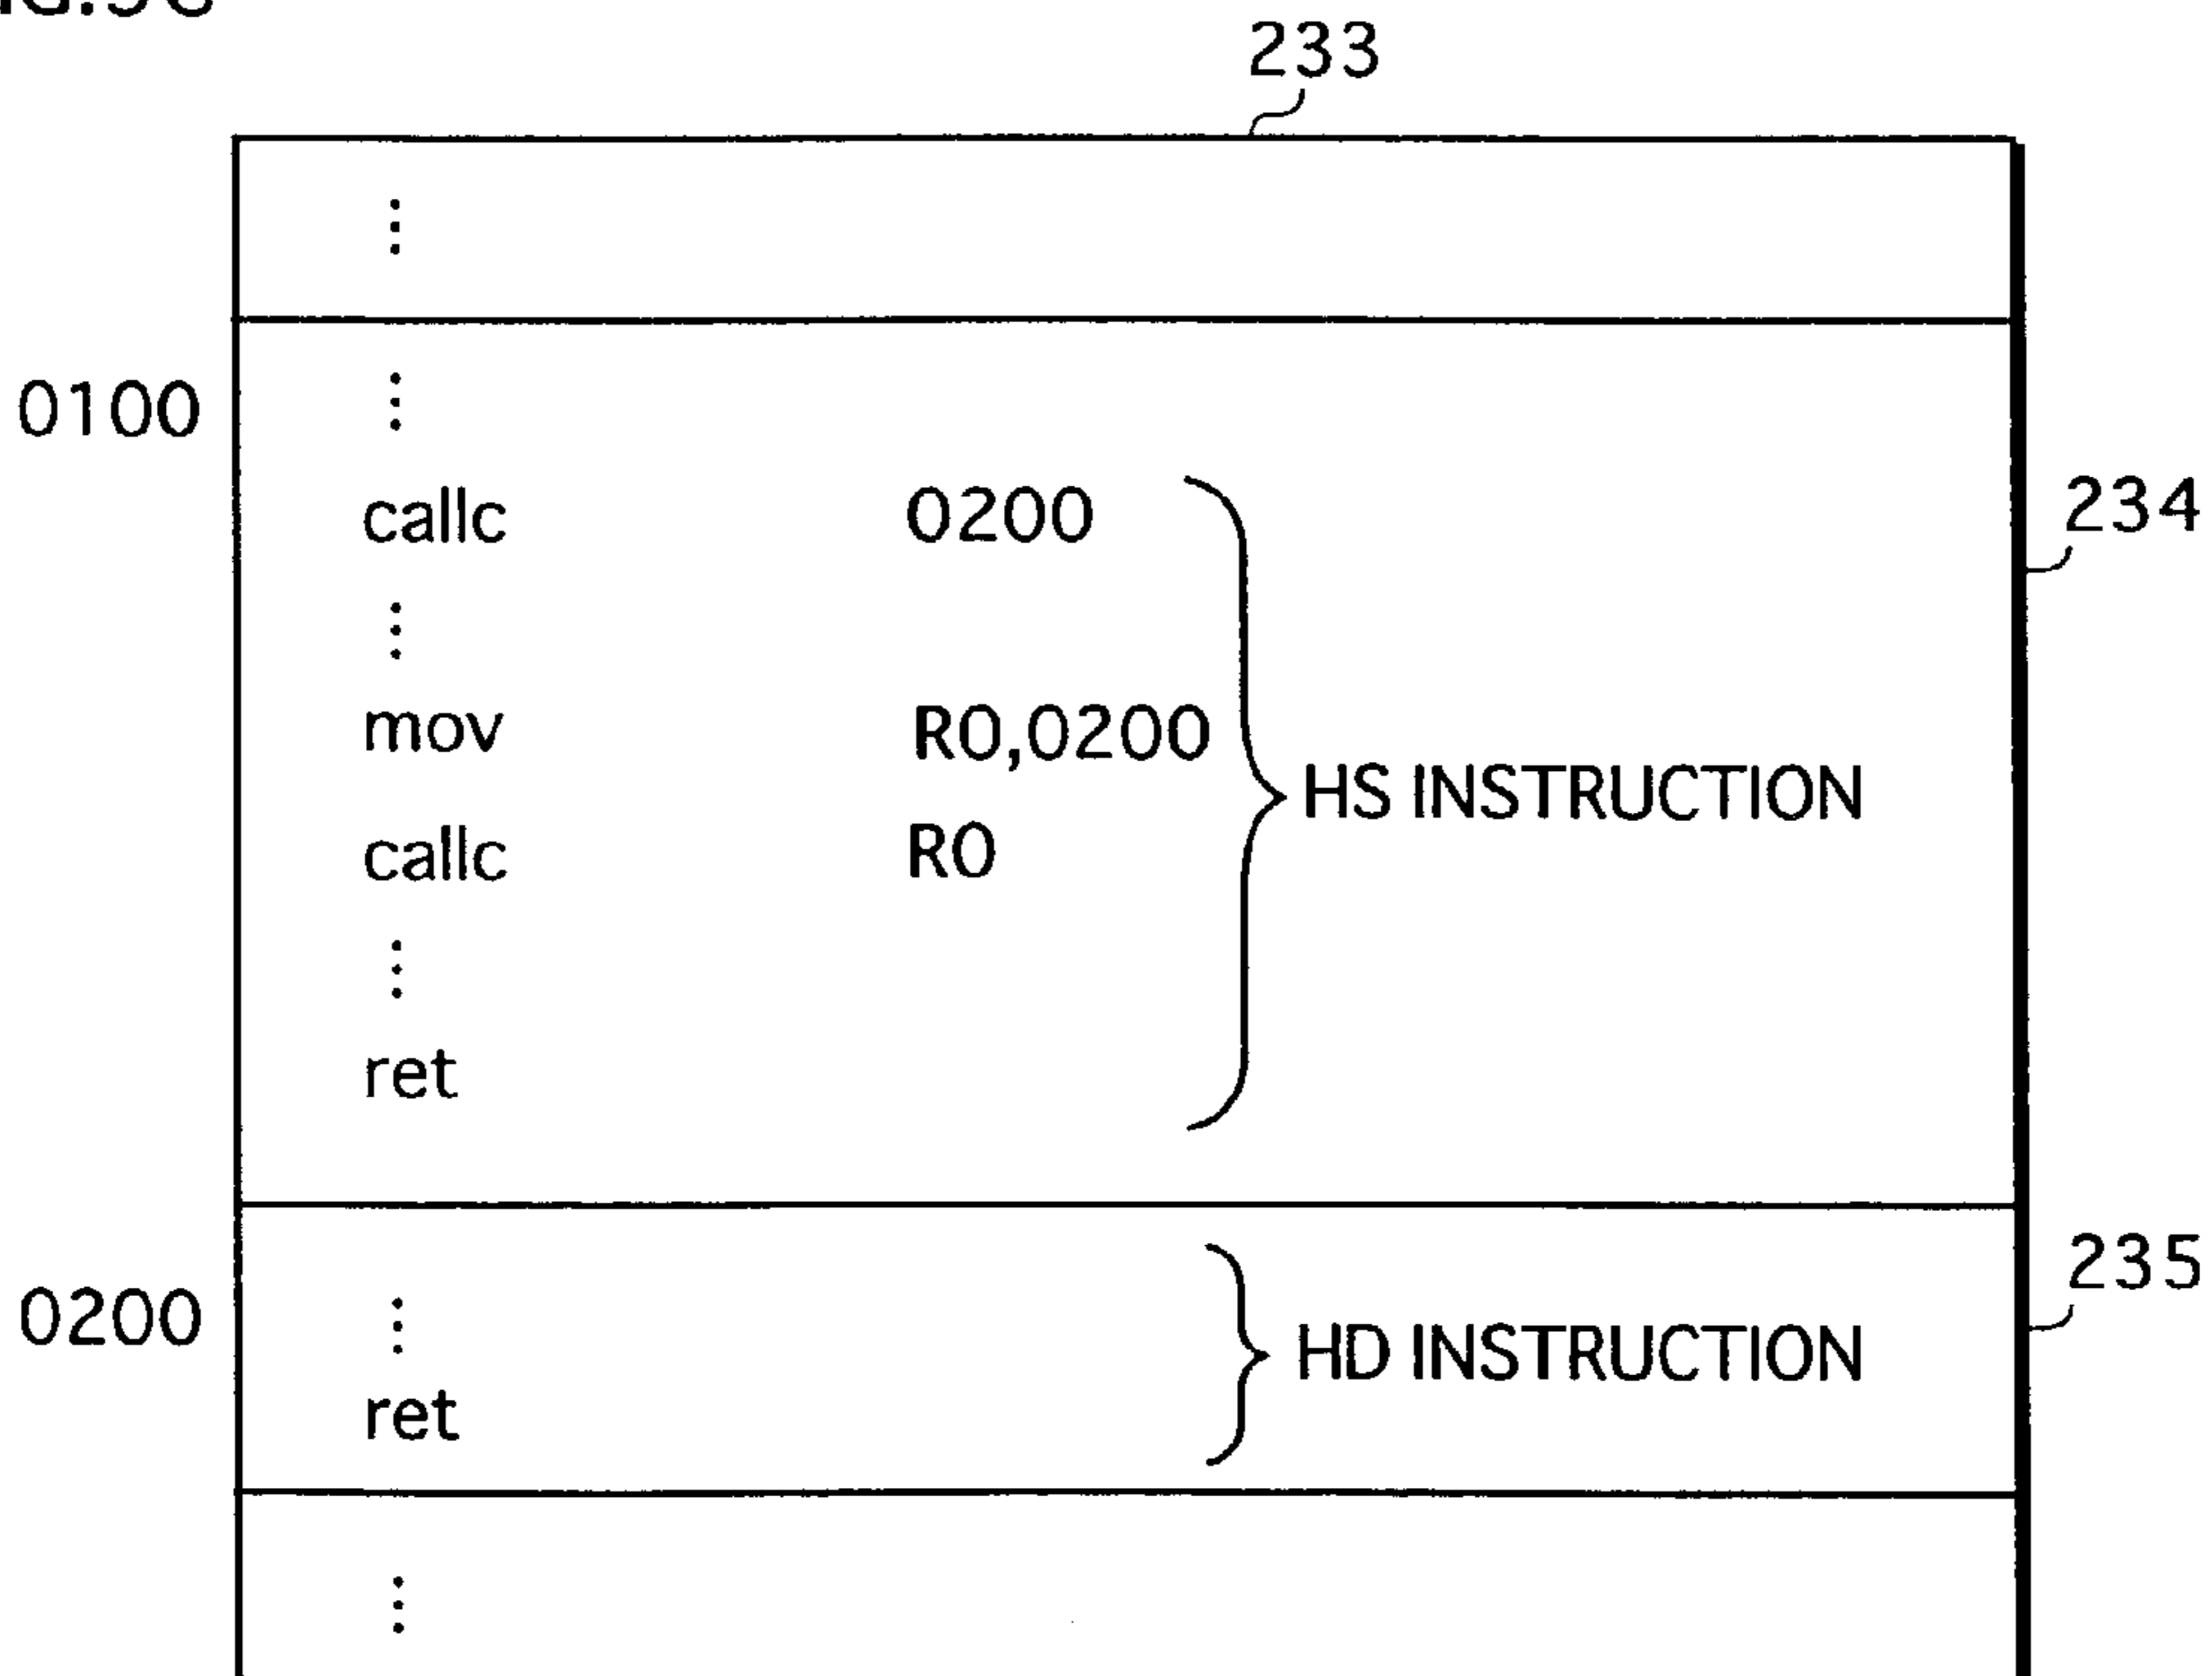 233
⋮
0100 ⋮
callc 0200
234
⋮
mov R0,0200
HS INSTRUCTION
callc R0
⋮
ret
235
0200 ⋮
HD INSTRUCTION
ret
⋮